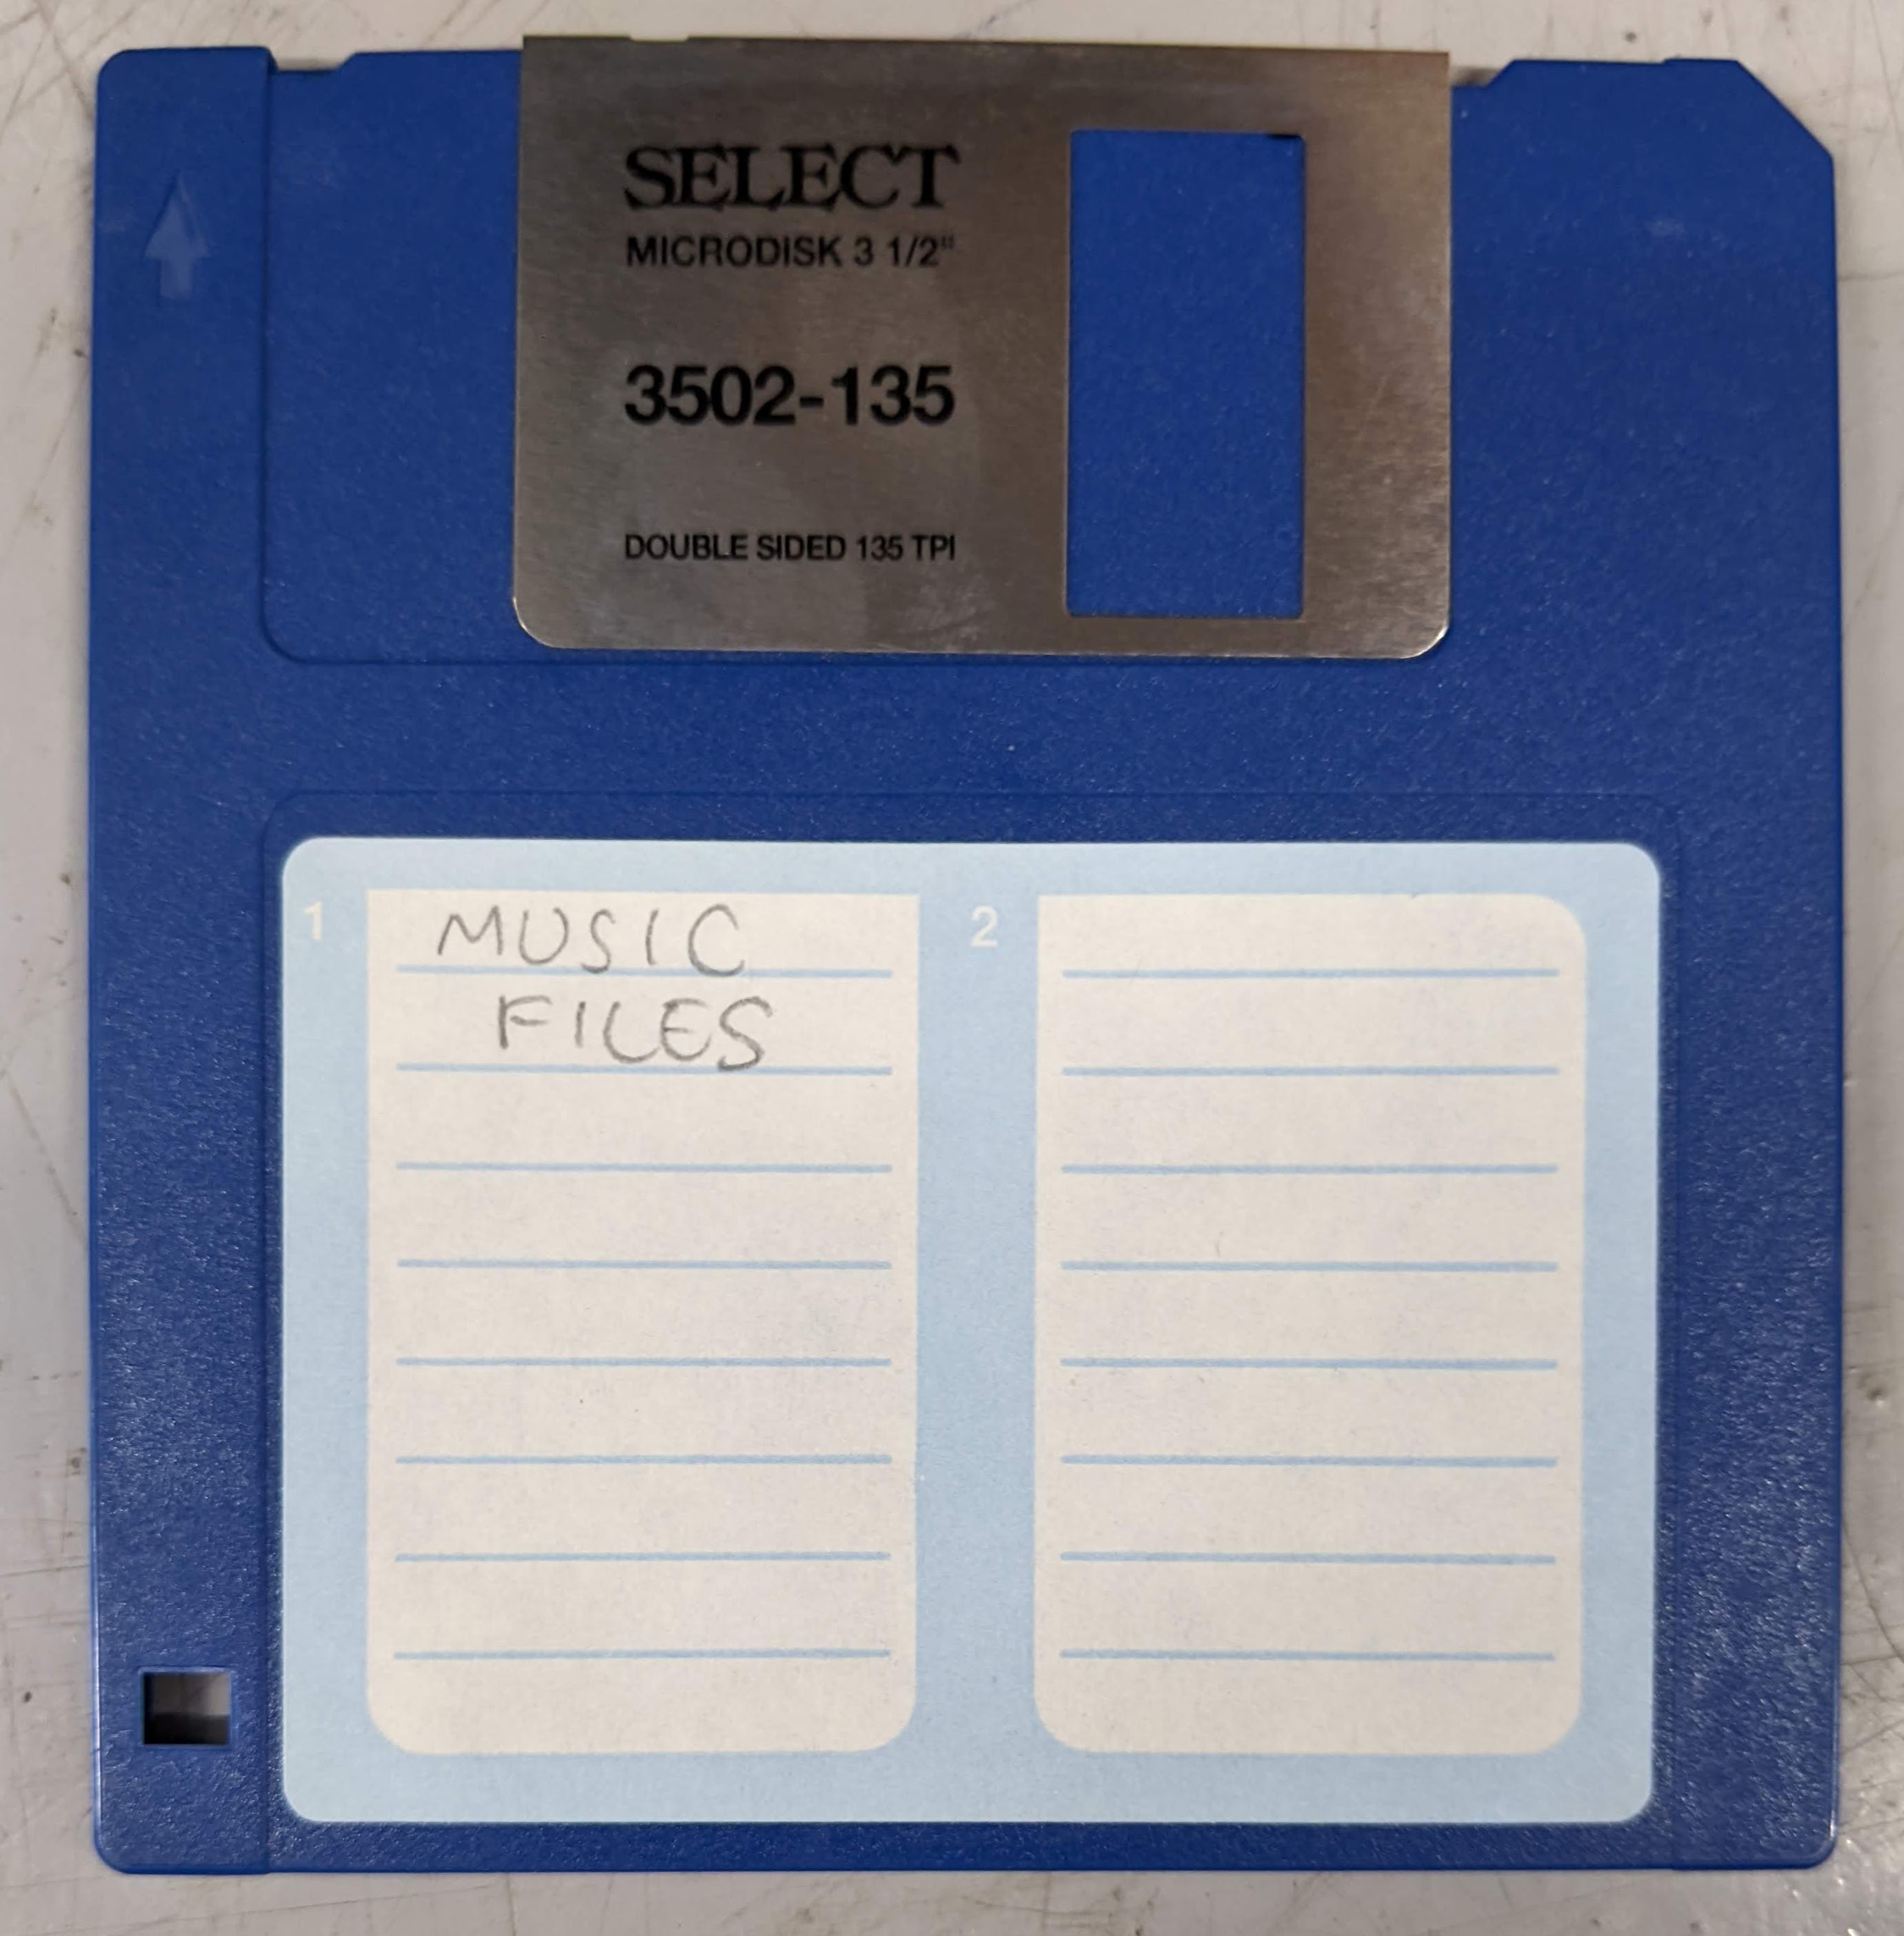 SELECT
MICRODISK 3 1/2"
3502-135
DOUBLE SIDED 135 TPI
1
MUSIC
FILES
2